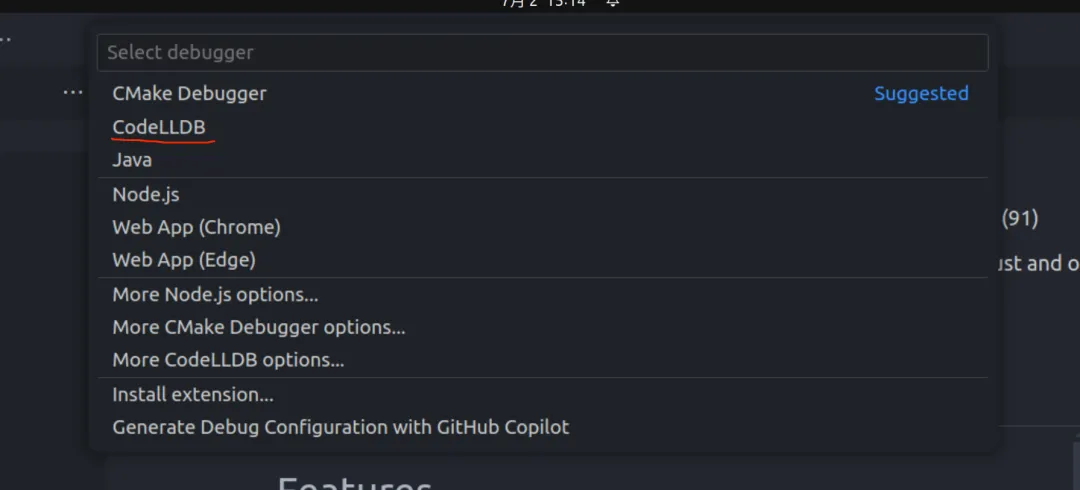 7月 2 13:14
Select debugger
CMake Debugger
Suggested
CodeLLDB
Java
Node.js
Web App (Chrome)
(91)
Web App (Edge)
ust and o
More Node.js options...
More CMake Debugger options...
More CodeLLDB options...
Install extension...
Generate Debug Configuration with GitHub Copilot
Features